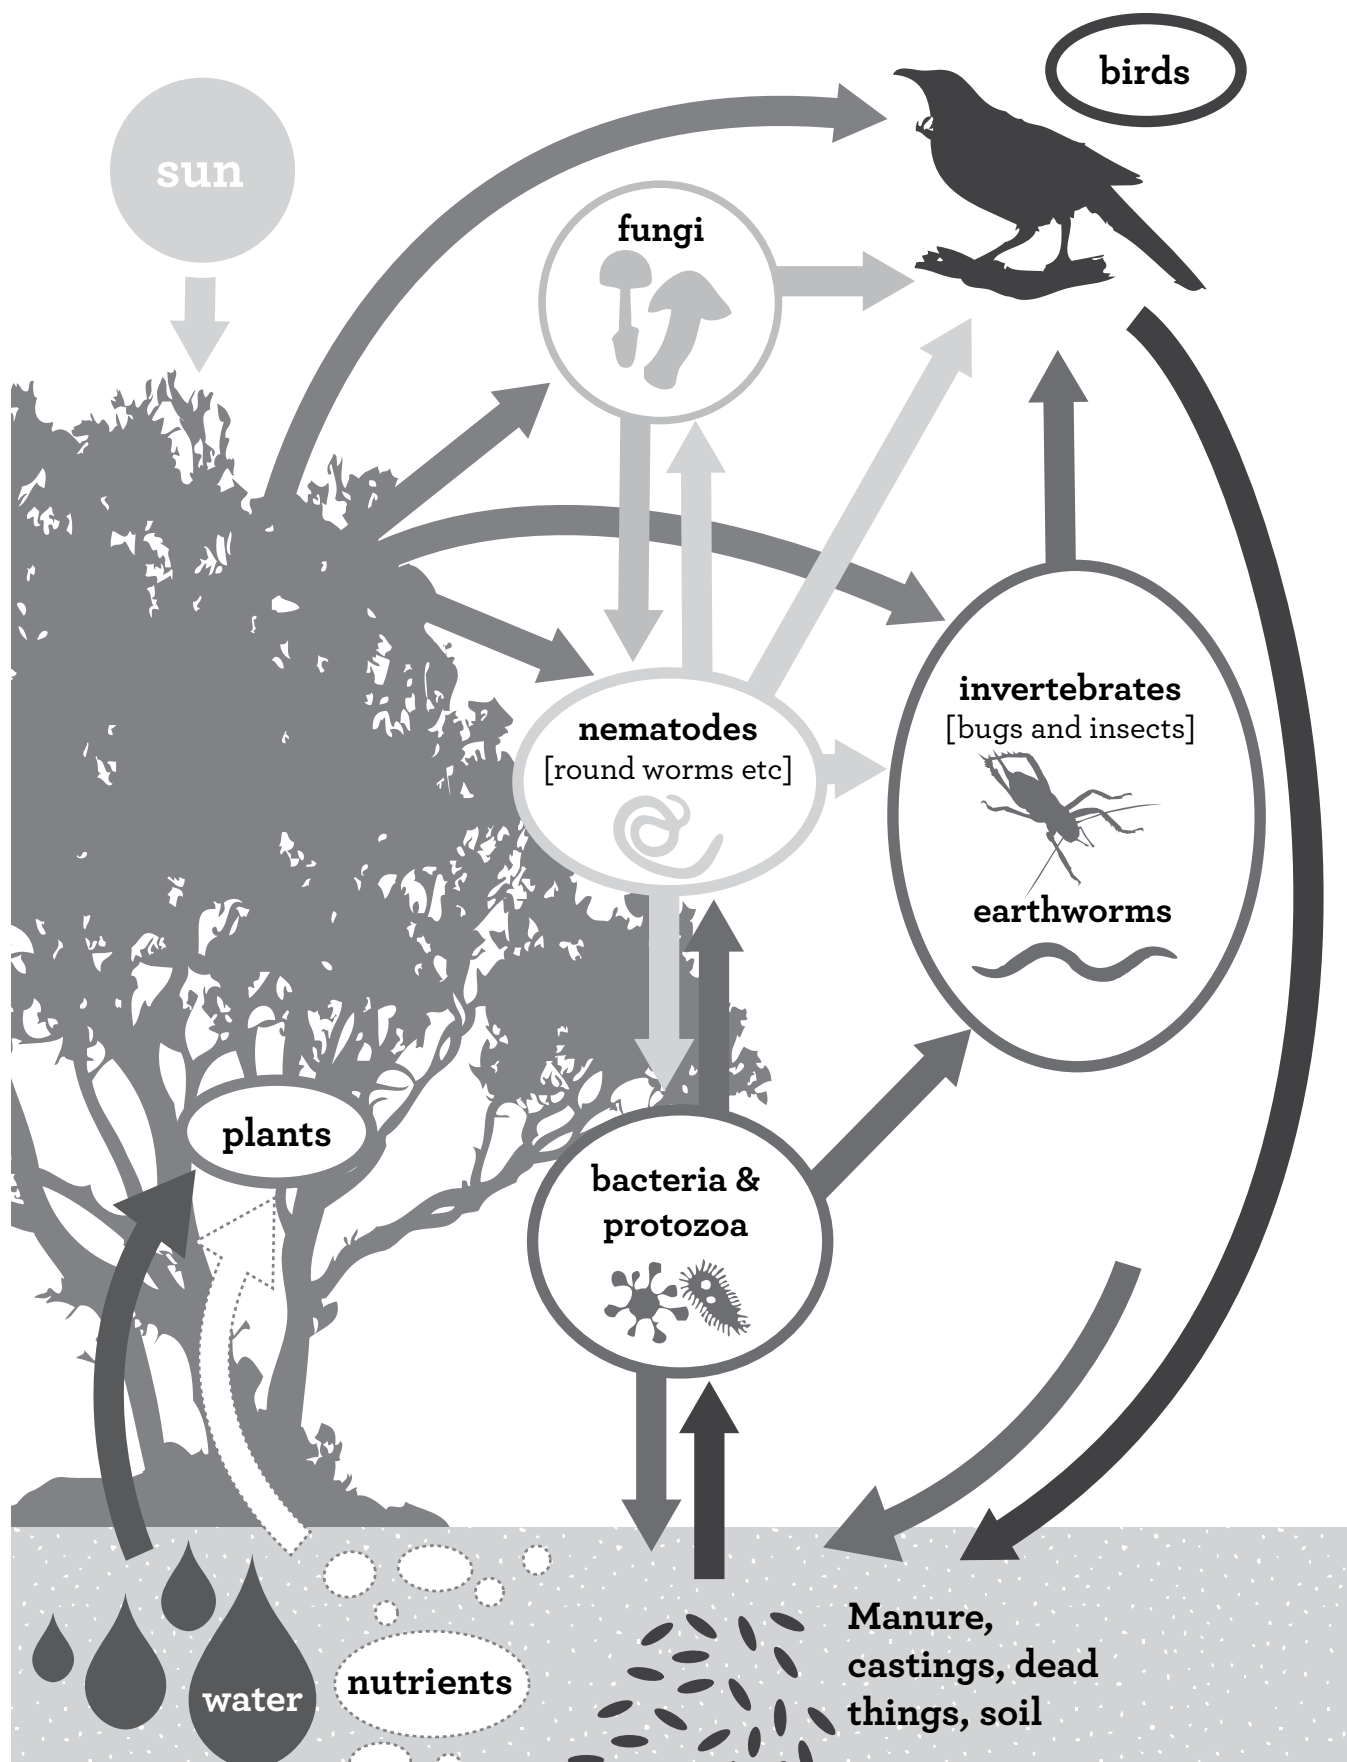 birds
sun
fungi
invertebrates
[bugs and insects]
nematodes
[round worms etc]
earthworms
plants
bacteria &
protozoa
Manure,
castings, dead
things, soil
nutrients
water